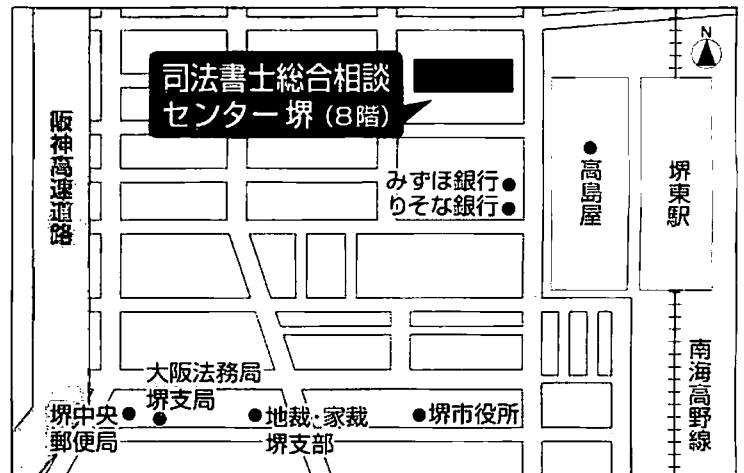 N
司法書士総合相談
センター 堺 (8階)
阪神高速道路
みずほ銀行
りそな銀行
高島屋
堺東駅
南海高野線
大阪法務局
堺支局
堺中央
郵便局
地裁・家裁
堺支部
堺市役所